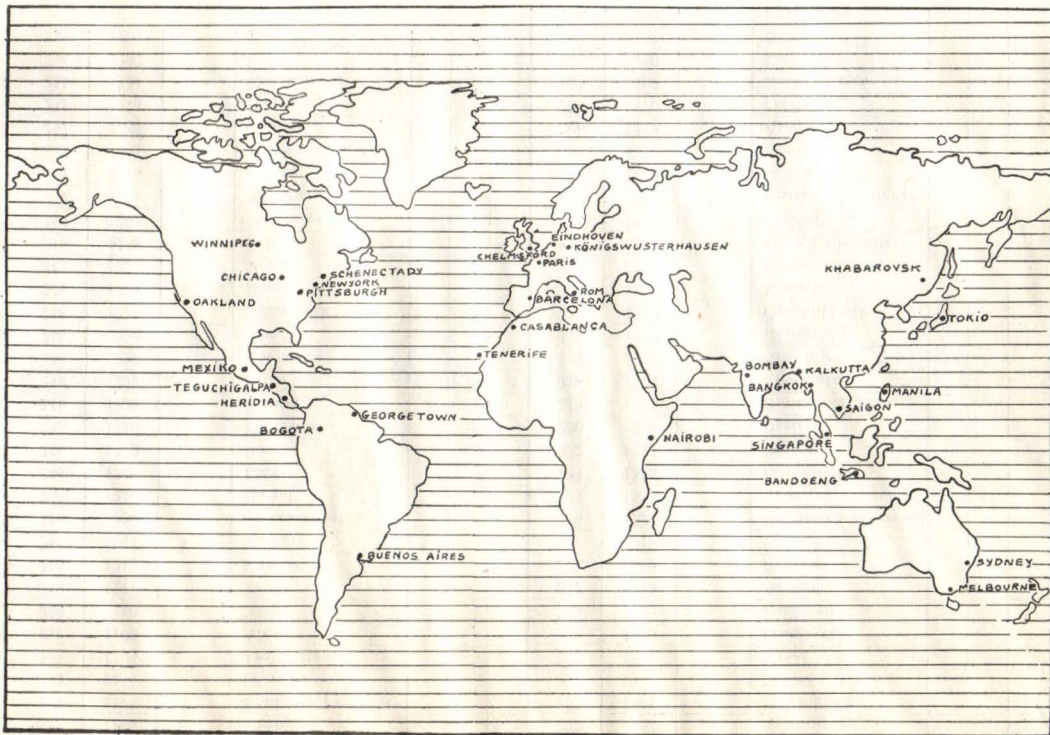 WINNIPEG
CHICAGO
SCHENECTADY
NEWYORK
PITTSBURGH
OAKLAND
MEXIKO
TEGUCHIGALPA
HERIDIA
BOGOTA
GEORGETOWN
BUENOS AIRES
EINDHOVEN
KÖNIGSWUSTERHAUSEN
CHELMSFORD
PARIS
ROM
BARCELONA
CASABLANCA
TENERIFE
NAIROBI
KHABAROVSK
TOKIO
BOMBAY
KALKUTTA
BANGKOK
MANILA
SAIGON
SINGAPORE
BANDOENG
SYDNEY
MELBOURNE